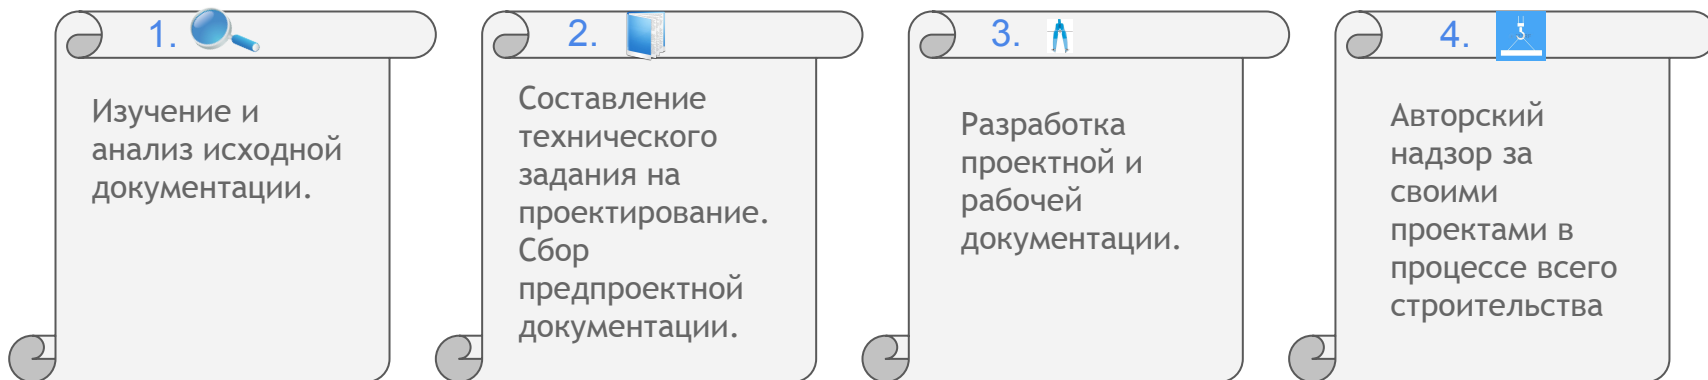 1.
Изучение и
анализ исходной
документации.
2.
Составление
технического
задания на
проектирование.
Сбор
предпроектной
документации.
3.
Разработка
проектной и
рабочей
документации.
4.
Авторский
надзор за
своими
проектами в
процессе всего
строительства